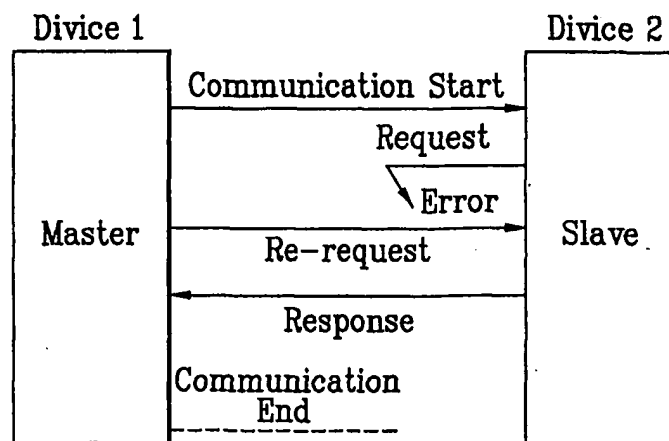 Divice 1
Divice 2
Communication Start
Request
Error
Master
Slave
Re-request
Response
Communication
End